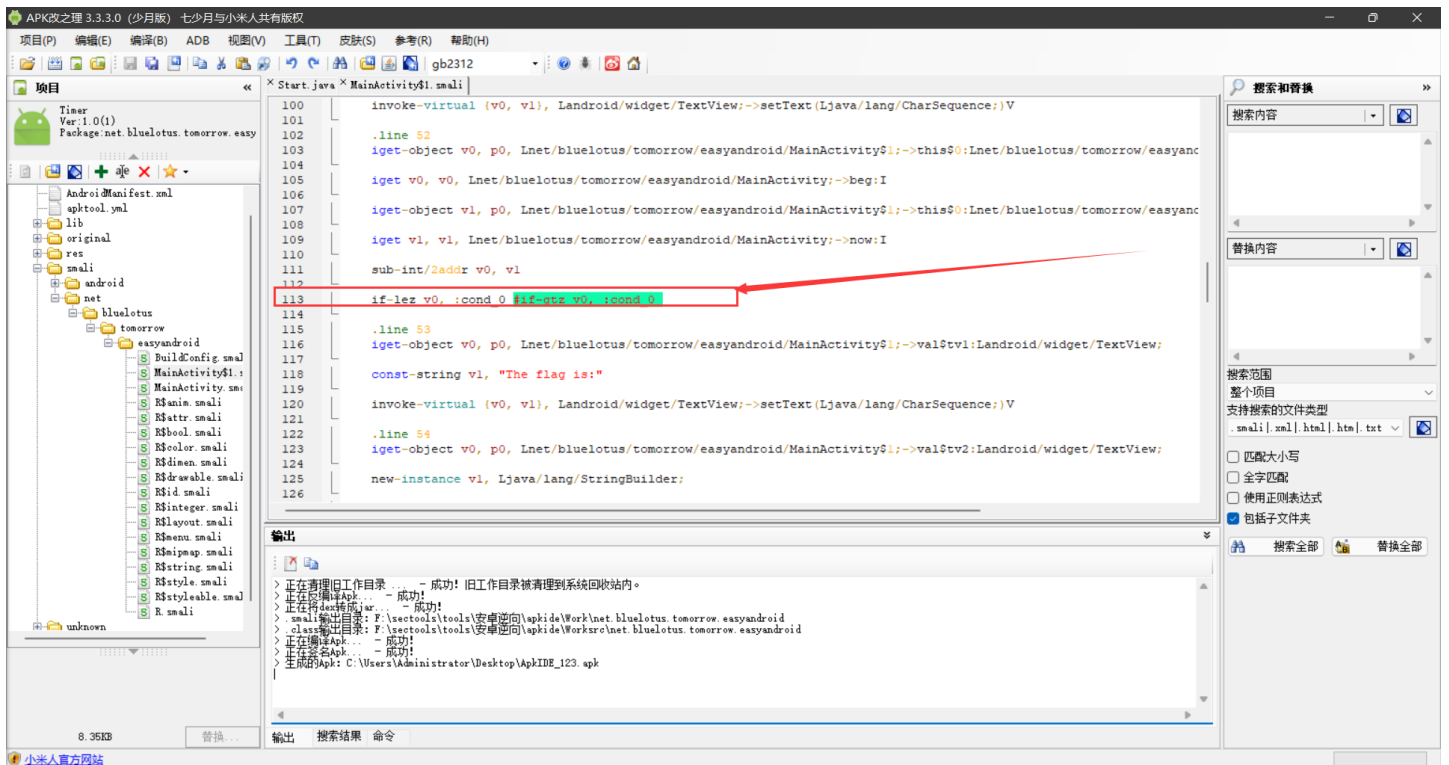 APK改之理 3.3.3.0 (少月版) 七少月与小米人共有版权
项目(P) 编辑(E) 编译(B) ADB 视图(V) 工具(T) 皮肤(S) 参考(R) 帮助(H)
gb2312
项目
Timer
Ver:1.0(1)
Package:net.bluelotus.tomorrow.easy
AndroidManifest.xml
apktool.yml
lib
original
res
smali
android
net
bluelotus
tomorrow
easyandroid
BuildConfig.smal
MainActivity$1.s
MainActivity.sma
R$anim.smali
R$attr.smali
R$bool.smali
R$color.smali
R$dimen.smali
R$drawable.smali
R$id.smali
R$integer.smali
R$layout.smali
R$menu.smali
R$mipmap.smali
R$string.smali
R$style.smali
R$styleable.smal
R.smali
unknown
8.35KB 替换...
小米人官方网站
Start.java MainActivity$1.smali
100 invoke-virtual {v0, v1}, Landroid/widget/TextView;->setText(Ljava/lang/CharSequence;)V
101
102 .line 52
103 iget-object v0, p0, Lnet/bluelotus/tomorrow/easyandroid/MainActivity$1;->this$0:Lnet/bluelotus/tomorrow/easyanc
104
105 iget v0, v0, Lnet/bluelotus/tomorrow/easyandroid/MainActivity;->beg:I
106
107 iget-object v1, p0, Lnet/bluelotus/tomorrow/easyandroid/MainActivity$1;->this$0:Lnet/bluelotus/tomorrow/easyanc
108
109 iget v1, v1, Lnet/bluelotus/tomorrow/easyandroid/MainActivity;->now:I
110
111 sub-int/2addr v0, v1
112
113 if-lez v0, :cond_0 #if-gtz v0, :cond_0
114
115 .line 53
116 iget-object v0, p0, Lnet/bluelotus/tomorrow/easyandroid/MainActivity$1;->val$tv1:Landroid/widget/TextView;
117
118 const-string v1, "The flag is:"
119
120 invoke-virtual {v0, v1}, Landroid/widget/TextView;->setText(Ljava/lang/CharSequence;)V
121
122 .line 54
123 iget-object v0, p0, Lnet/bluelotus/tomorrow/easyandroid/MainActivity$1;->val$tv2:Landroid/widget/TextView;
124
125 new-instance v1, Ljava/lang/StringBuilder;
126
输出
> 正在清理旧工作目录 ... - 成功! 旧工作目录被清理到系统回收站内。
> 正在反编译Apk... - 成功!
> 正在将dex转成jar... - 成功!
> .smali输出目录: F:\sectools\tools\安卓逆向\apkide\Work\net.bluelotus.tomorrow.easyandroid
> .class输出目录: F:\sectools\tools\安卓逆向\apkide\Worksrc\net.bluelotus.tomorrow.easyandroid
> 正在编译Apk... - 成功!
> 正在签名Apk... - 成功!
> 生成的Apk: C:\Users\Administrator\Desktop\ApkIDE_123.apk
输出 搜索结果 命令
搜索和替换
搜索内容
替换内容
搜索范围
整个项目
支持搜索的文件类型
.smali|.xml|.html|.htm|.txt
匹配大小写
全字匹配
使用正则表达式
包括子文件夹
搜索全部 替换全部